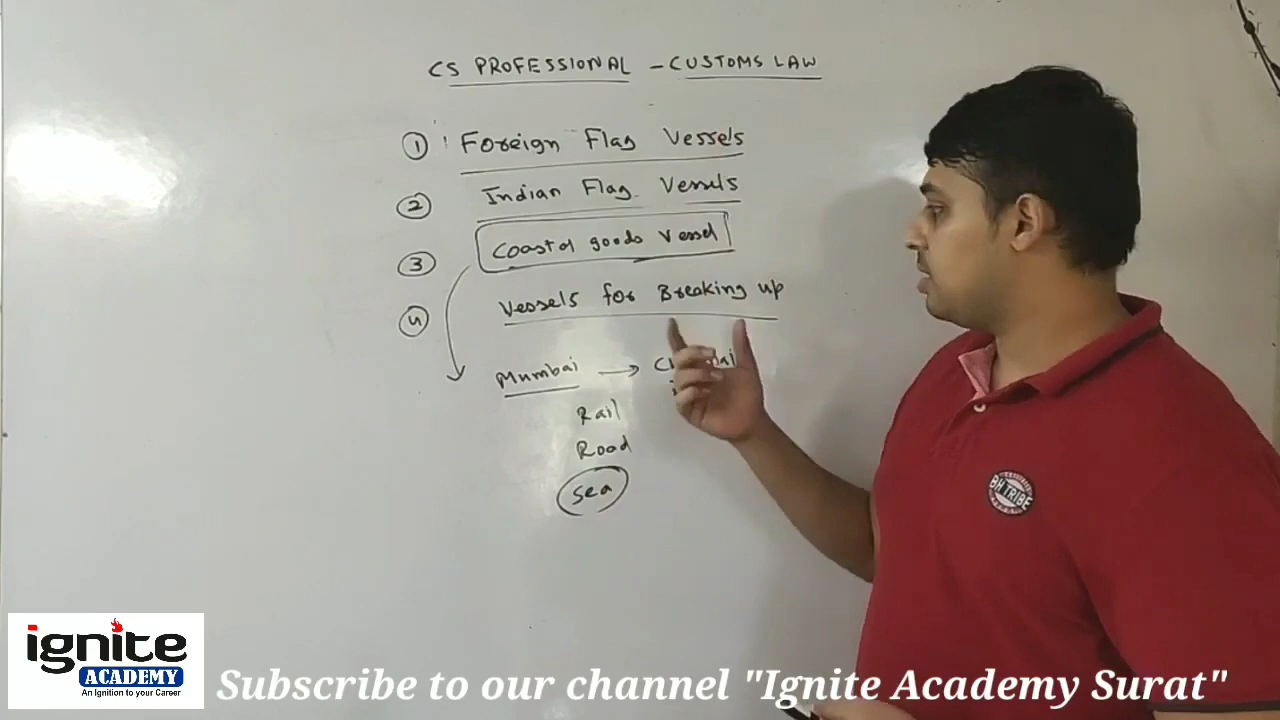 CS PROFESSIONAL - CUSTOMS LAW
① Foreign Flag Vessels
② Indian Flag Vessels
③ Coastal goods Vessel
④ Vessels for Breaking up
Mumbai →
Rail
Road
Sea
BH TRIBE
ignite
ACADEMY
An Ignition to your Career
Subscribe to our channel "Ignite Academy Surat"